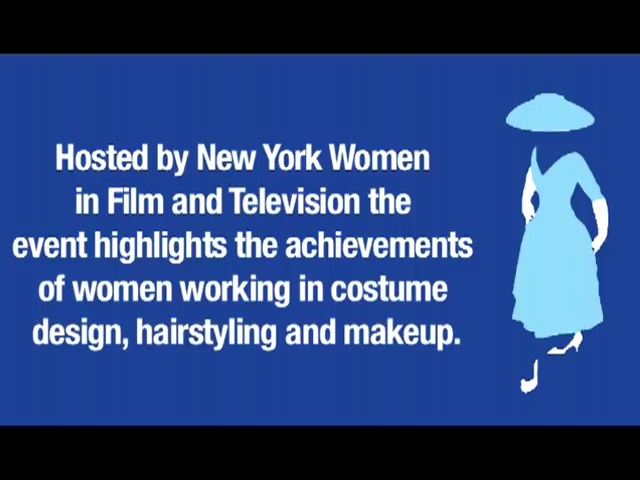 Hosted by New York Women
in Film and Television the
event highlights the achievements
of women working in costume
design, hairstyling and makeup.